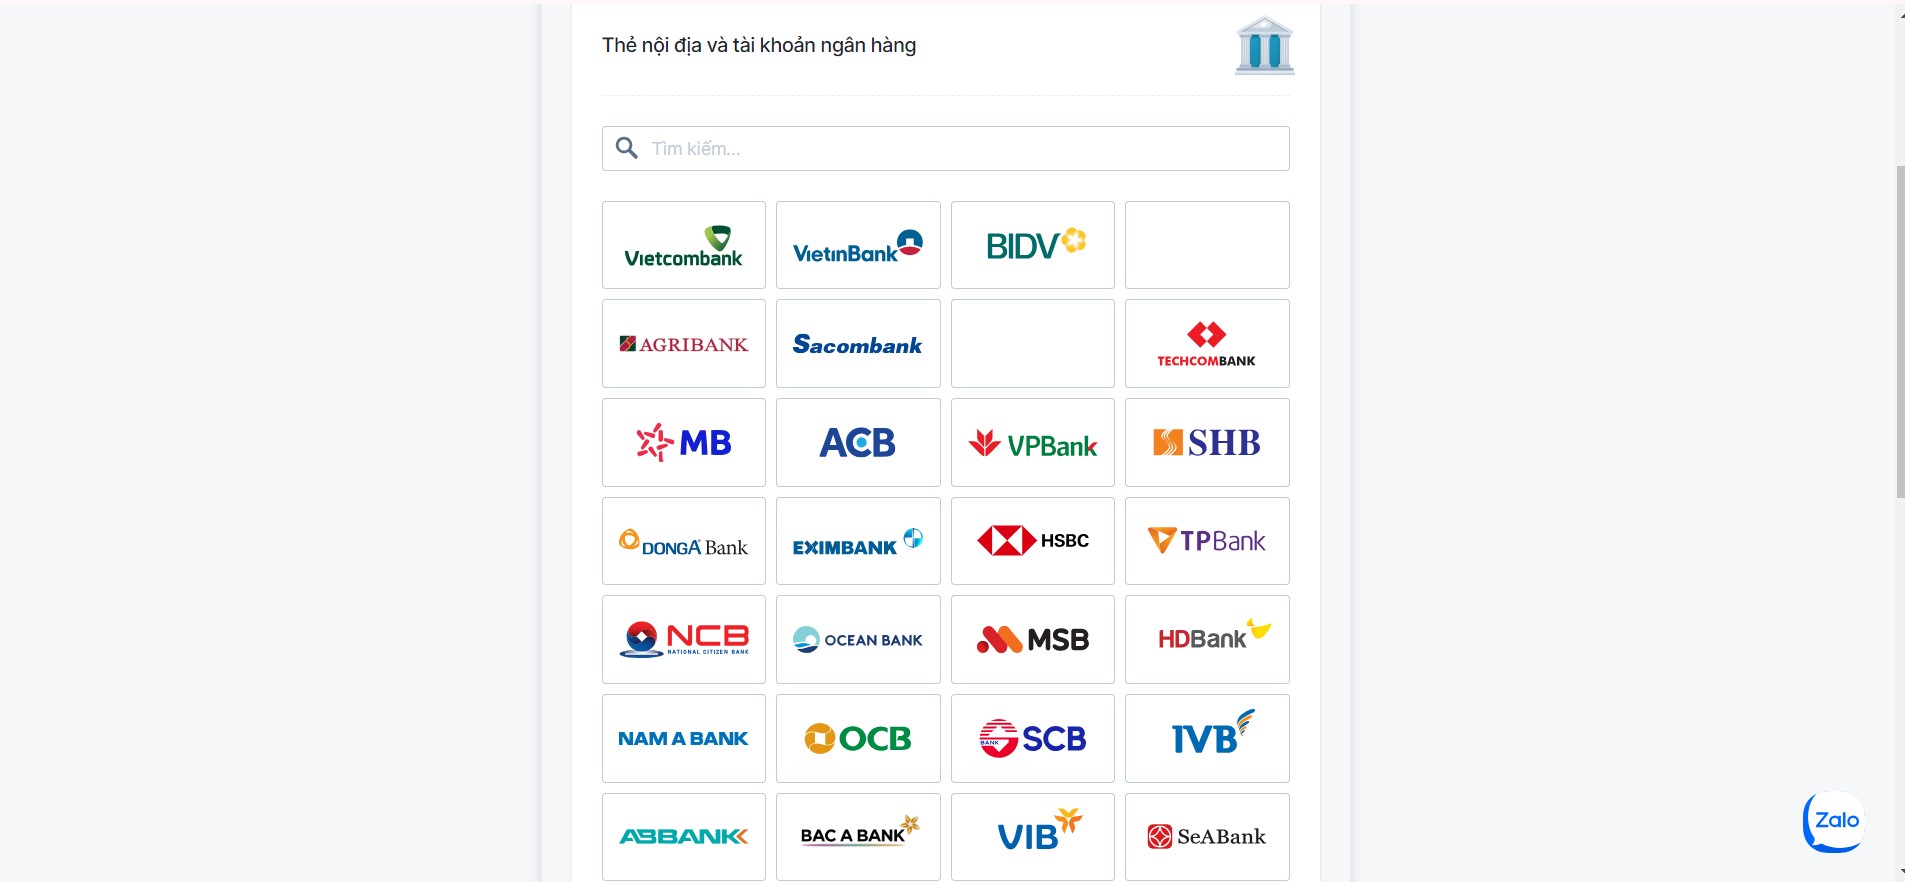 Thẻ nội địa và tài khoản ngân hàng
Tìm kiếm...
Vietcombank
VietinBank
BIDV
AGRIBANK
Sacombank
TECHCOMBANK
MB
ACB
VPBank
SHB
DONGA Bank
EXIMBANK
HSBC
TPBank
NCB
NATIONAL CITIZEN BANK
OCEAN BANK
MSB
HDBank
NAM A BANK
OCB
BANK
SCB
IVB
ABBANK
BAC A BANK
VIB
SeABank
Zalo